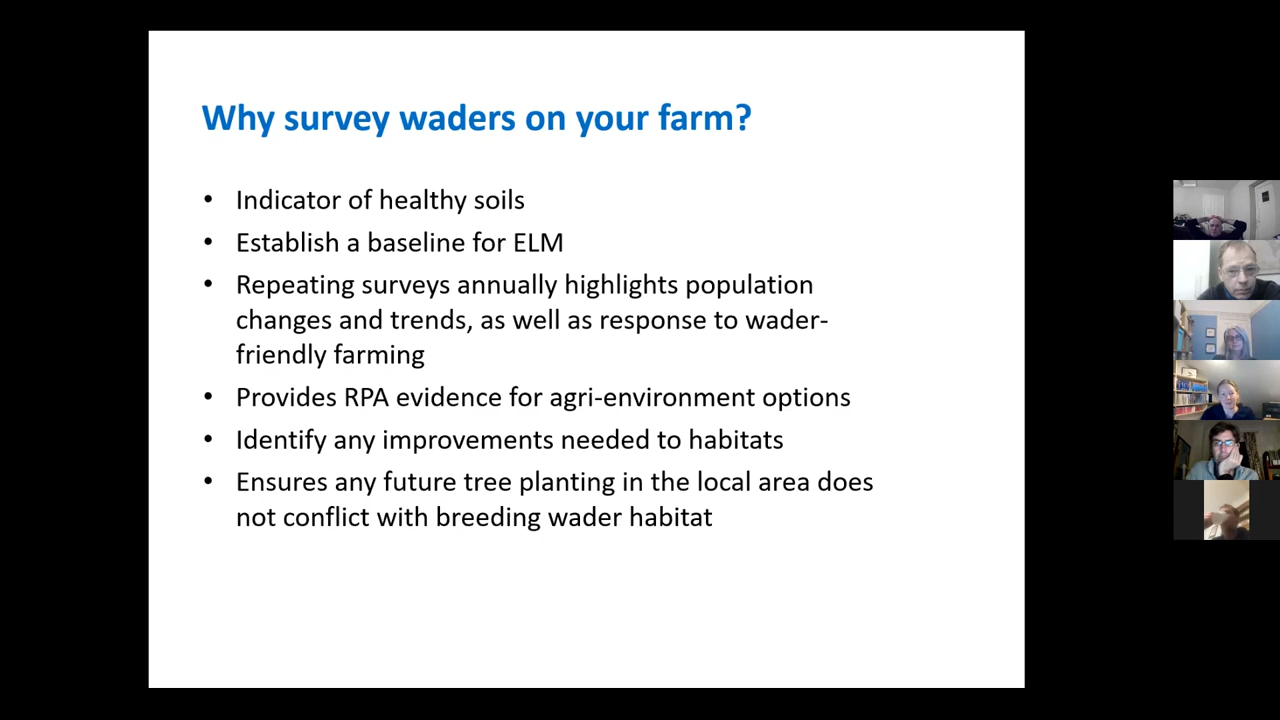 Why survey waders on your farm?
• Indicator of healthy soils
• Establish a baseline for ELM
• Repeating surveys annually highlights population
changes and trends, as well as response to wader-
friendly farming
• Provides RPA evidence for agri-environment options
• Identify any improvements needed to habitats
• Ensures any future tree planting in the local area does
not conflict with breeding wader habitat